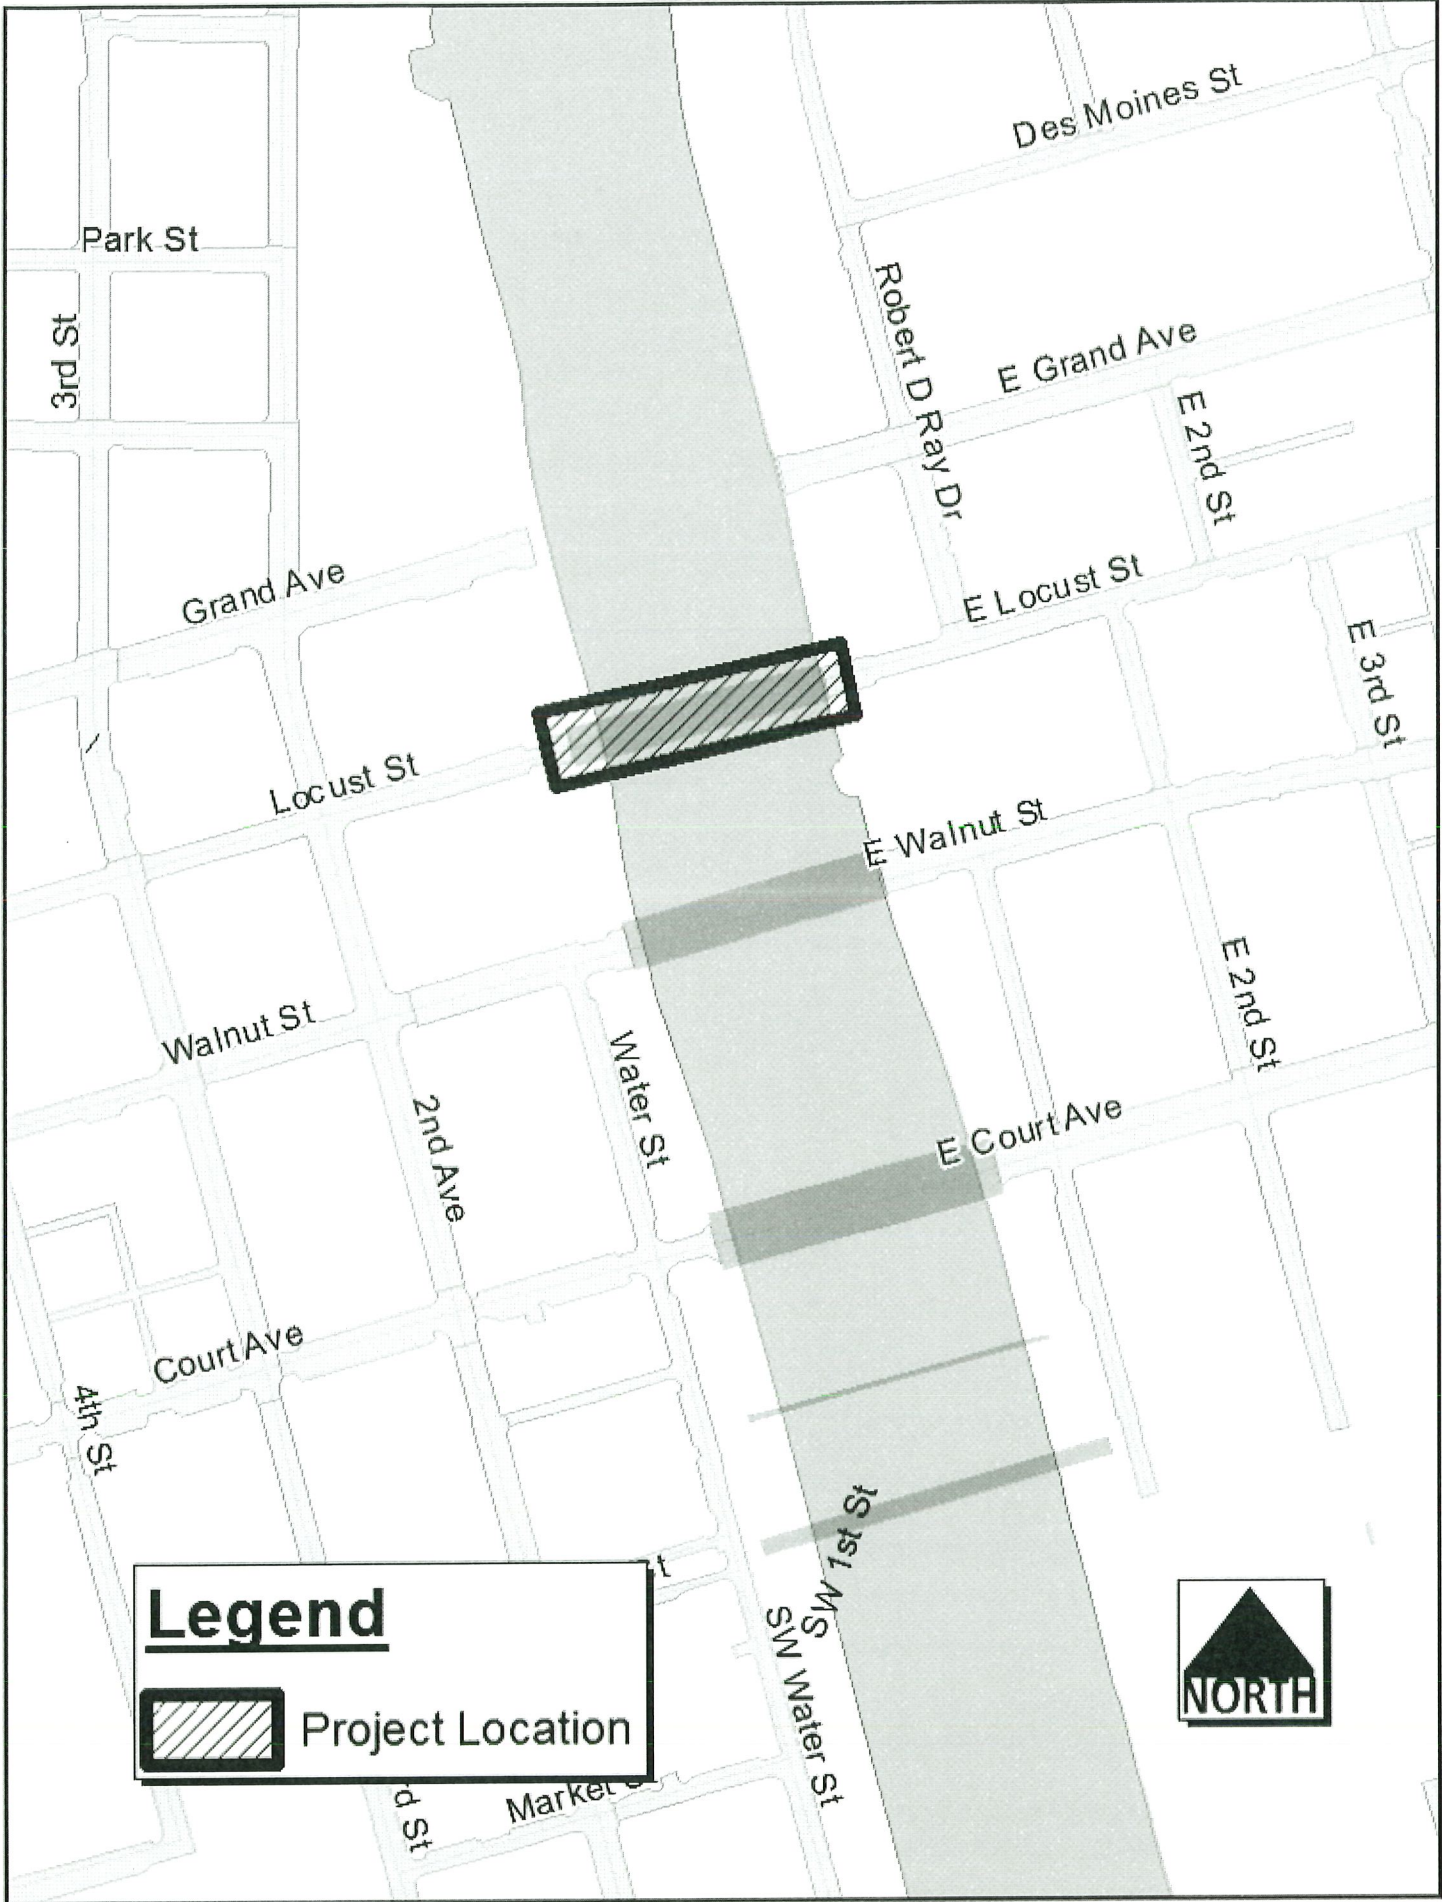 Des Moines St
Park St
Robert D Ray Dr
3rd St
E Grand Ave
E 2nd St
Grand Ave
E Locust St
E 3rd St
Locust St
E Walnut St
E 2nd St
Walnut St
Water St
2nd Ave
E Court Ave
Court Ave
4th St
SW 1st St
SW Water St
Legend
Project Location
NORTH
Market
d St